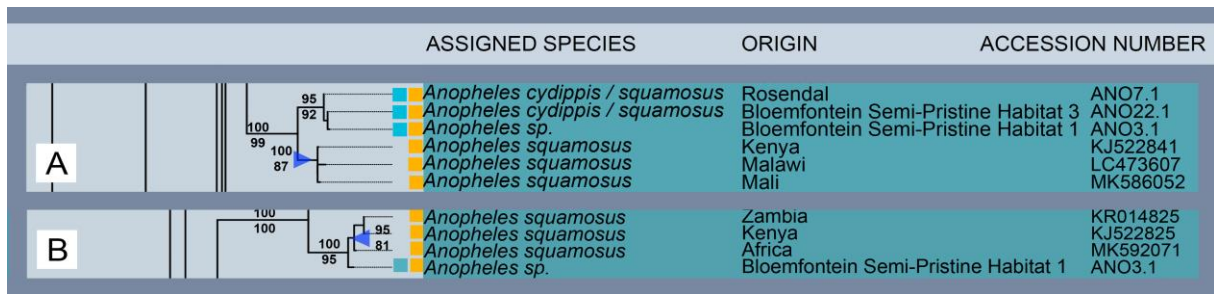 ASSIGNED SPECIES ORIGIN ACCESSION NUMBER
A
95
92
100
99
100
87
Anopheles cydippis / squamosus Rosendal ANO7.1
Anopheles cydippis / squamosus Bloemfontein Semi-Pristine Habitat 3 ANO22.1
Anopheles sp. Bloemfontein Semi-Pristine Habitat 1 ANO3.1
Anopheles squamosus Kenya KJ522841
Anopheles squamosus Malawi LC473607
Anopheles squamosus Mali MK586052
B
100
100
95
81
100
95
Anopheles squamosus Zambia KR014825
Anopheles squamosus Kenya KJ522825
Anopheles squamosus Africa MK592071
Anopheles sp. Bloemfontein Semi-Pristine Habitat 1 ANO3.1